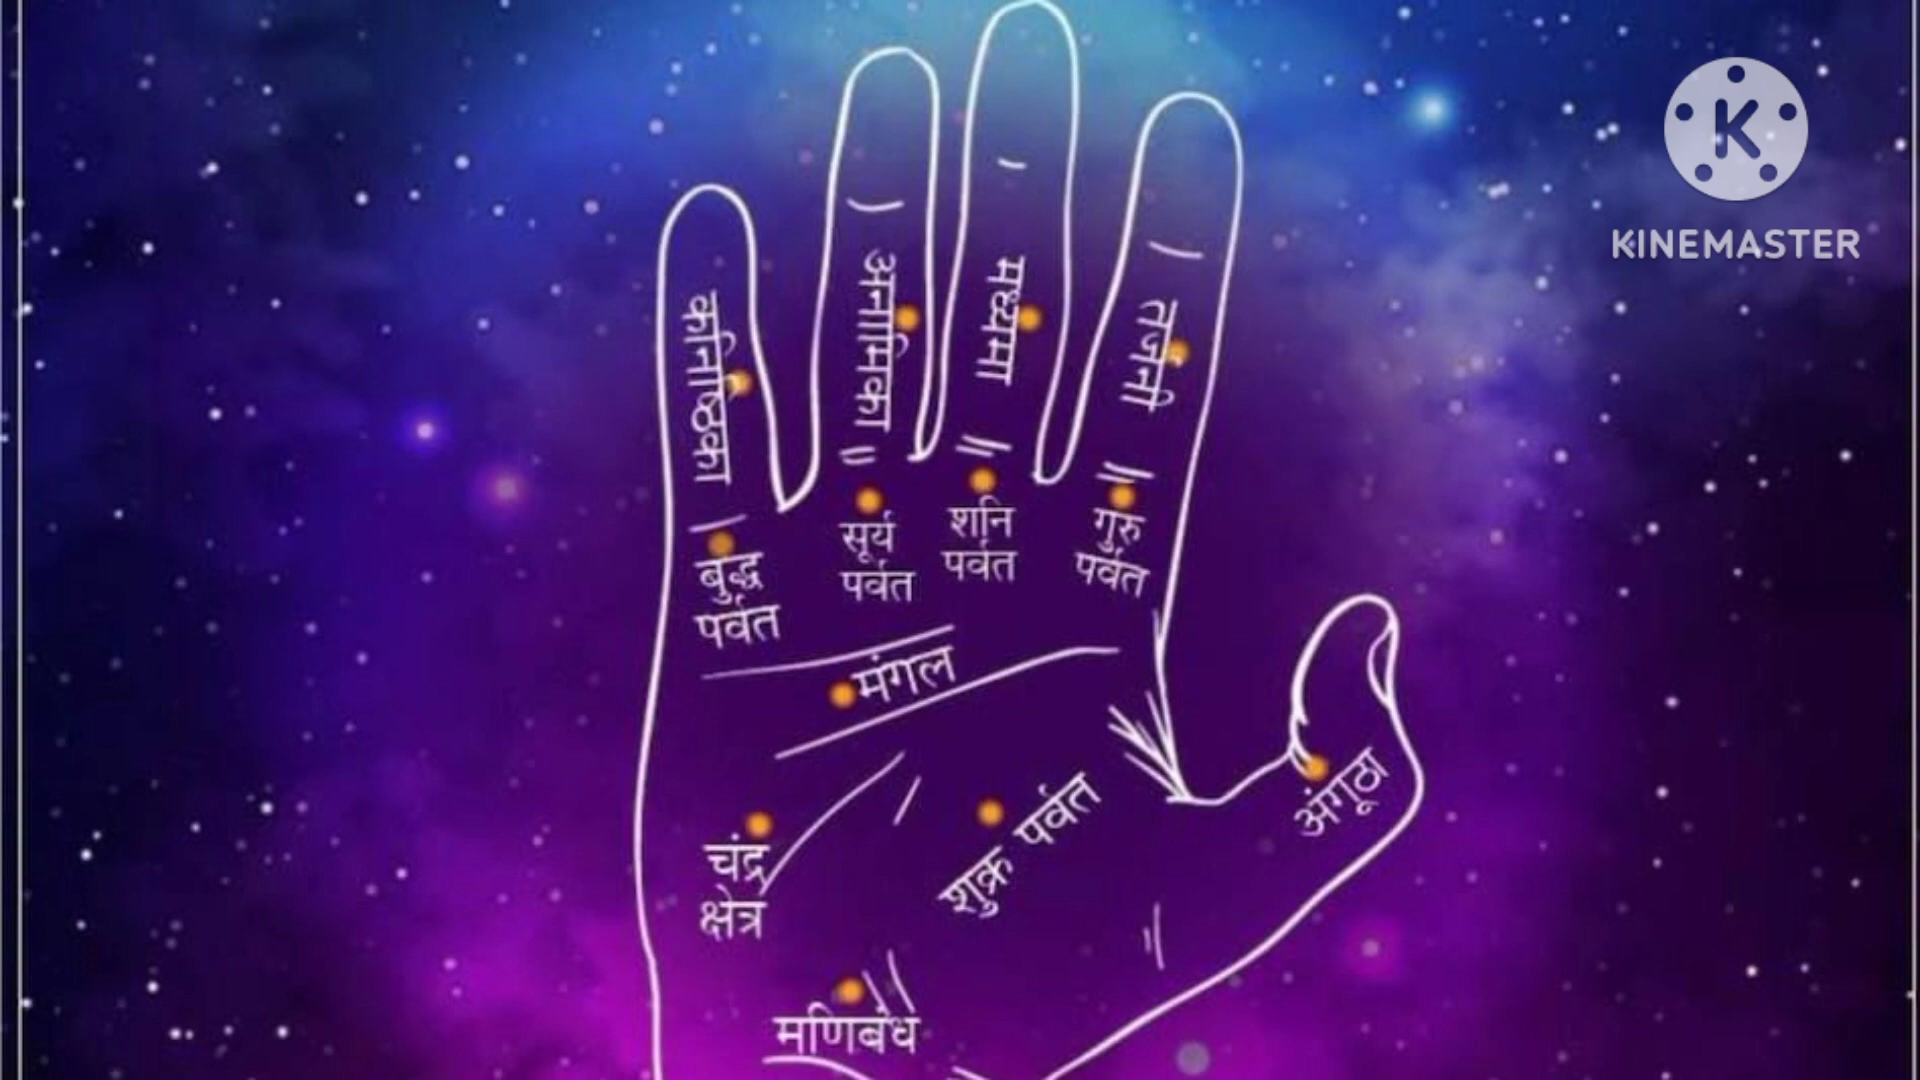 K
KINEMASTER
कनिष्ठिका
अनामिका
मध्यमा
तर्जनी
बुद्ध
पर्वत
सूर्य
पर्वत
शनि
पर्वत
गुरु
पर्वत
मंगल
चंद्र
क्षेत्र
शुक्र पर्वत
अंगूठा
मणिबंध